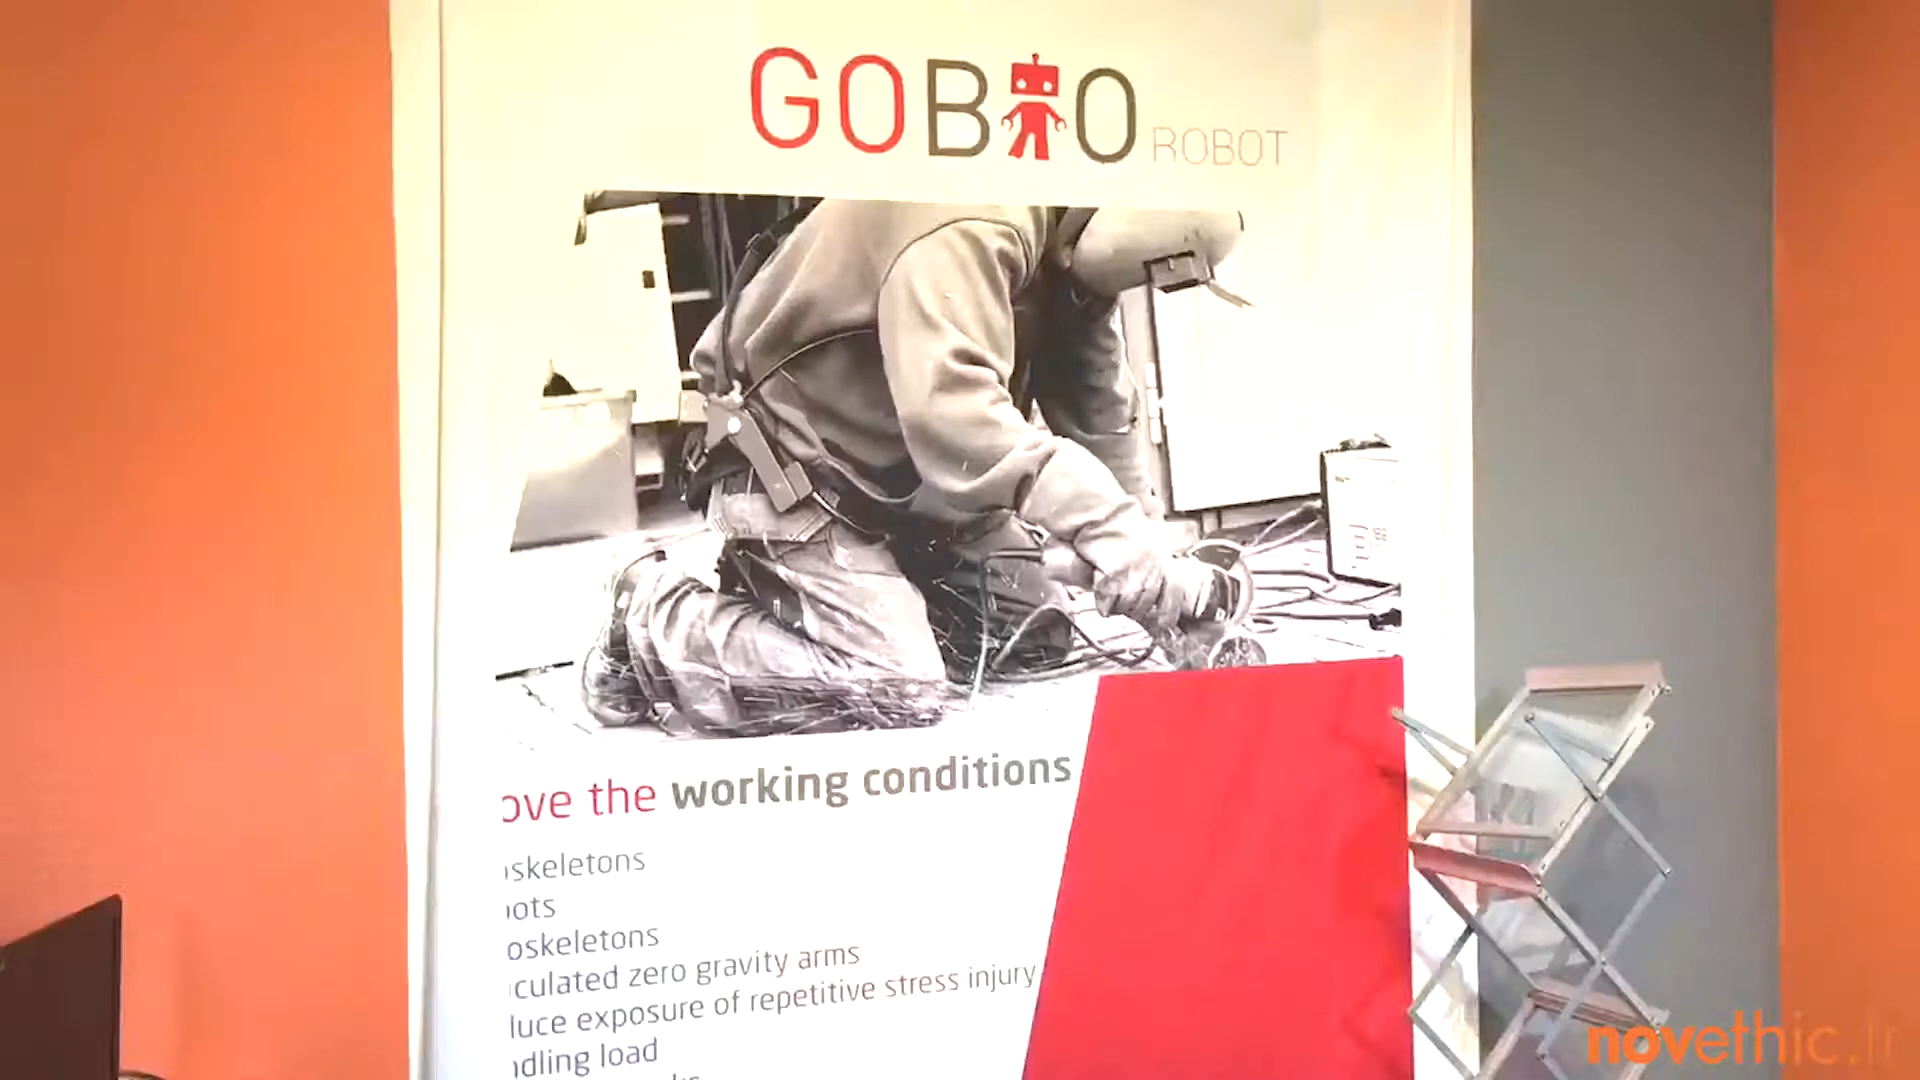 GOBIO ROBOT
ove the working conditions
skeletons
ots
oskeletons
culated zero gravity arms
luce exposure of repetitive stress injury
dling load
novethic.fr